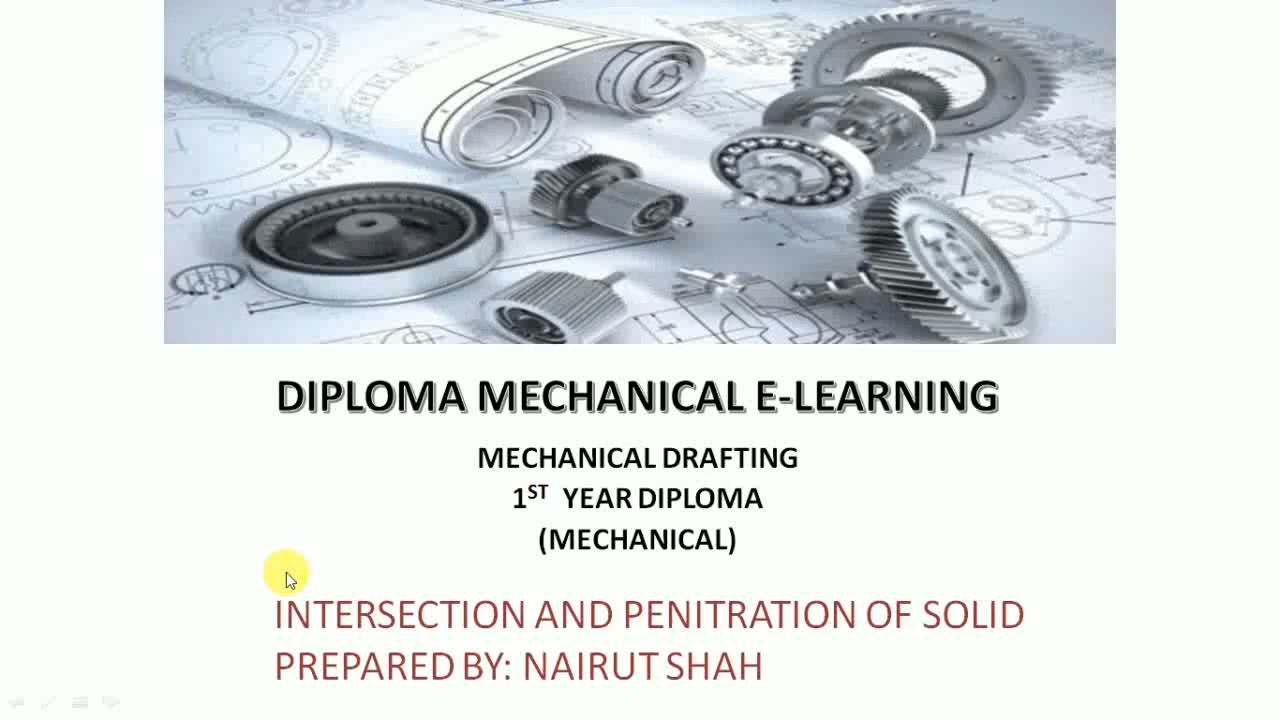 DIPLOMA MECHANICAL E-LEARNING
MECHANICAL DRAFTING
1ST YEAR DIPLOMA
(MECHANICAL)
INTERSECTION AND PENITRATION OF SOLID
PREPARED BY: NAIRUT SHAH